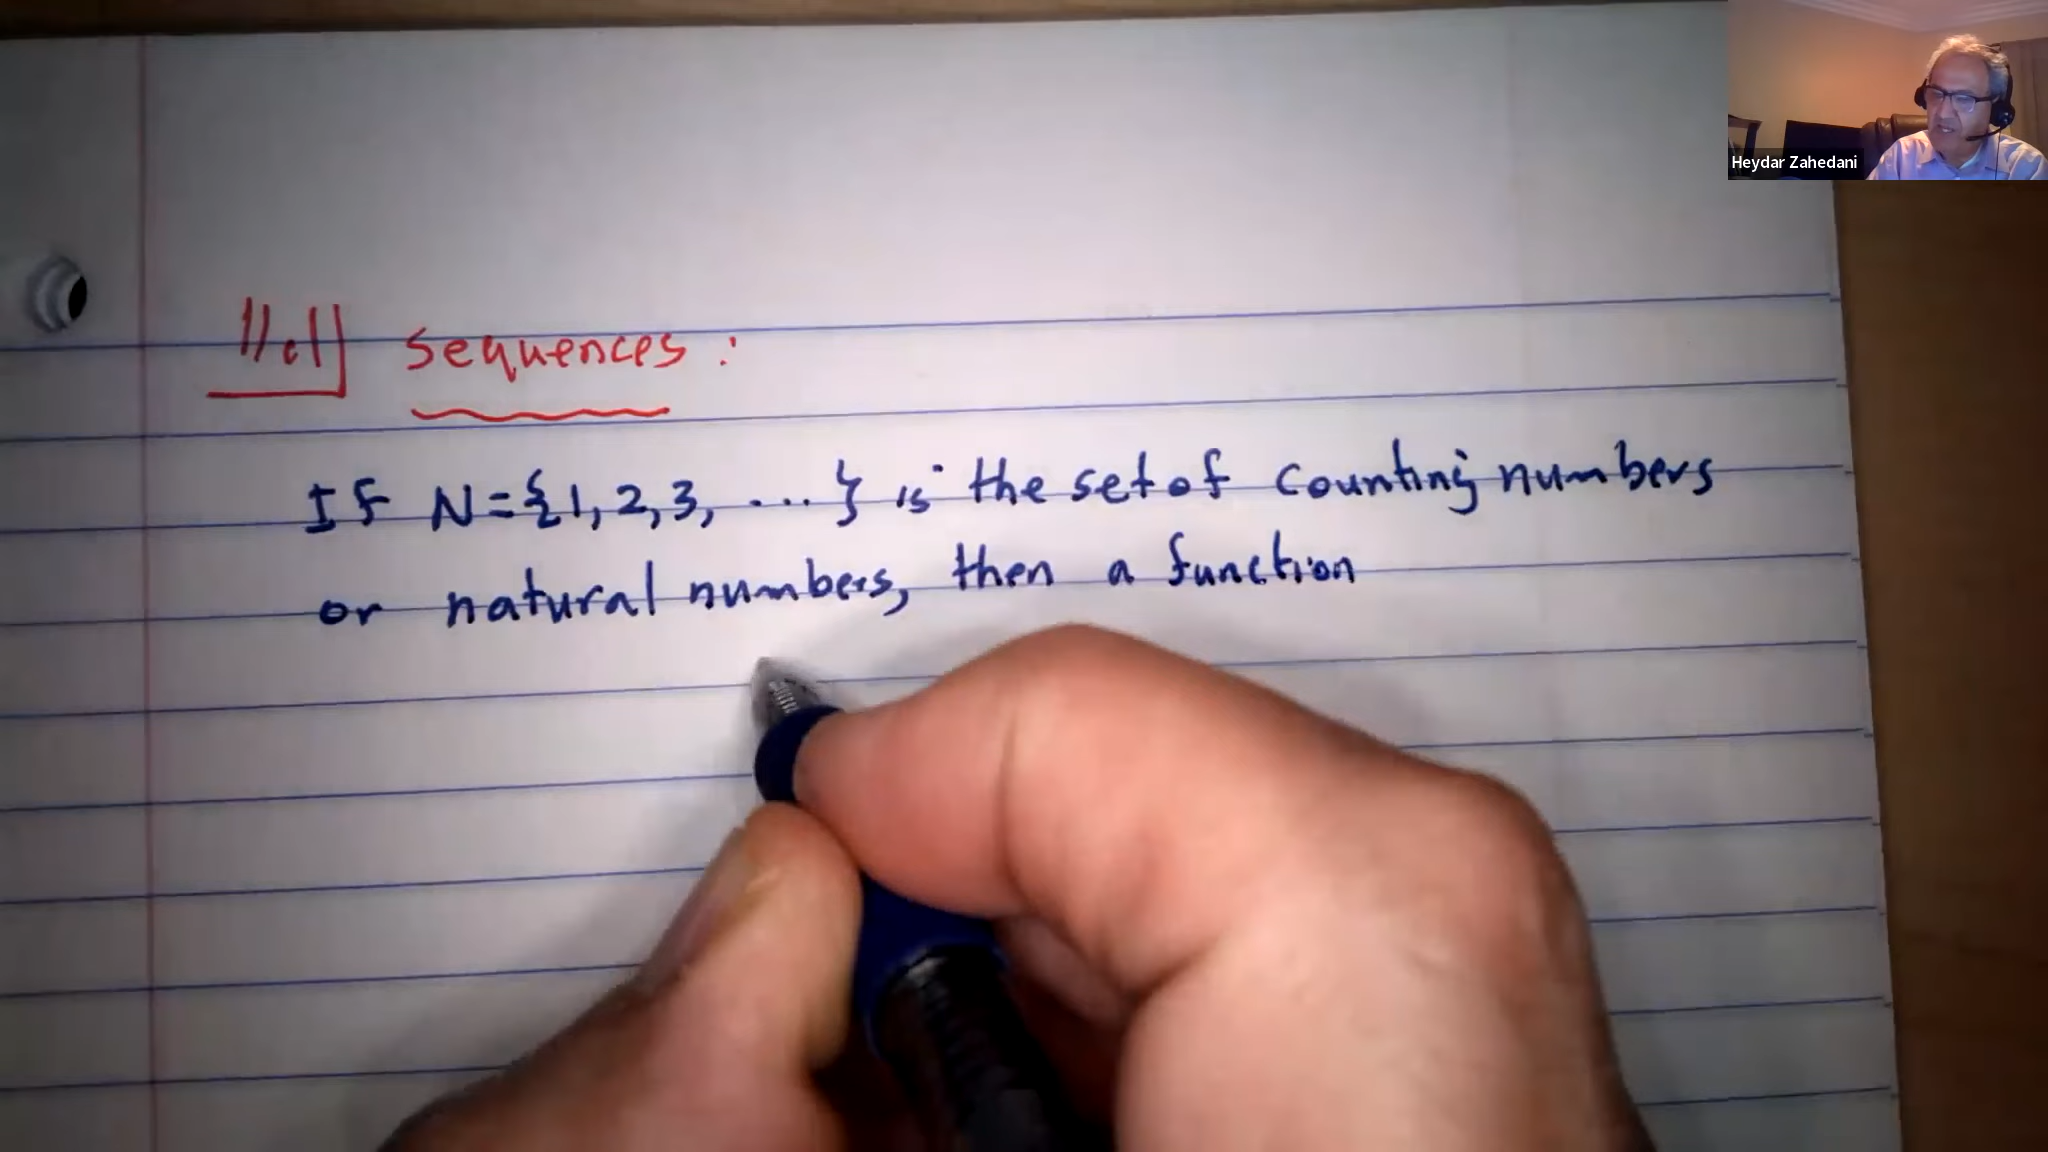 Heydar Zahedani
11.1 Sequences:
If N={1,2,3, ...} is the set of counting numbers
or natural numbers, then a function